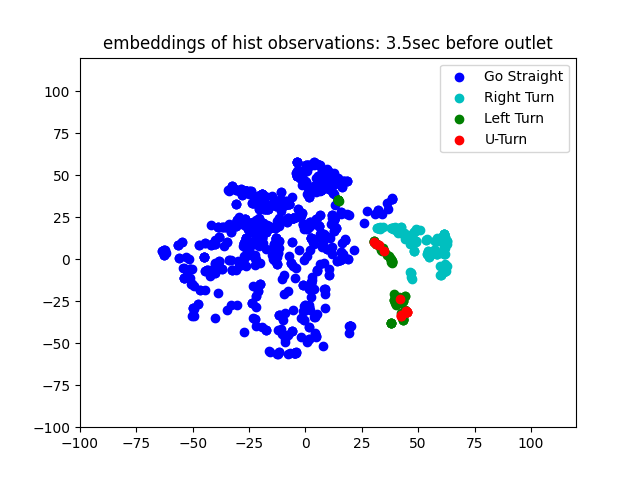 embeddings of hist observations: 3.5sec before outlet
Go Straight
Right Turn
Left Turn
U-Turn
100
75
50
25
0
−25
−50
−75
−100
−100 −75 −50 −25 0 25 50 75 100